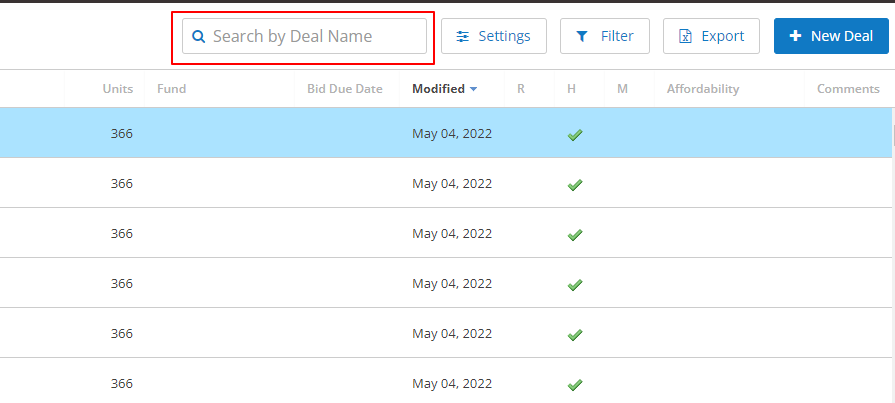 Search by Deal Name Settings Filter Export New Deal
Units Fund Bid Due Date Modified R H M Affordability Comments
366 May 04, 2022
366 May 04, 2022
366 May 04, 2022
366 May 04, 2022
366 May 04, 2022
366 May 04, 2022